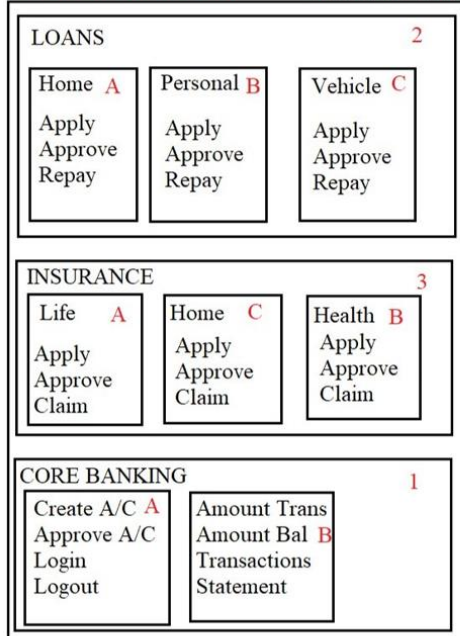 LOANS 2
Home A Personal B Vehicle C
Apply Apply Apply
Approve Approve Approve
Repay Repay Repay
INSURANCE 3
Life A Home C Health B
Apply Apply Apply
Approve Approve Approve
Claim Claim Claim
CORE BANKING 1
Create A/C A Amount Trans
Approve A/C Amount Bal B
Login Transactions
Logout Statement